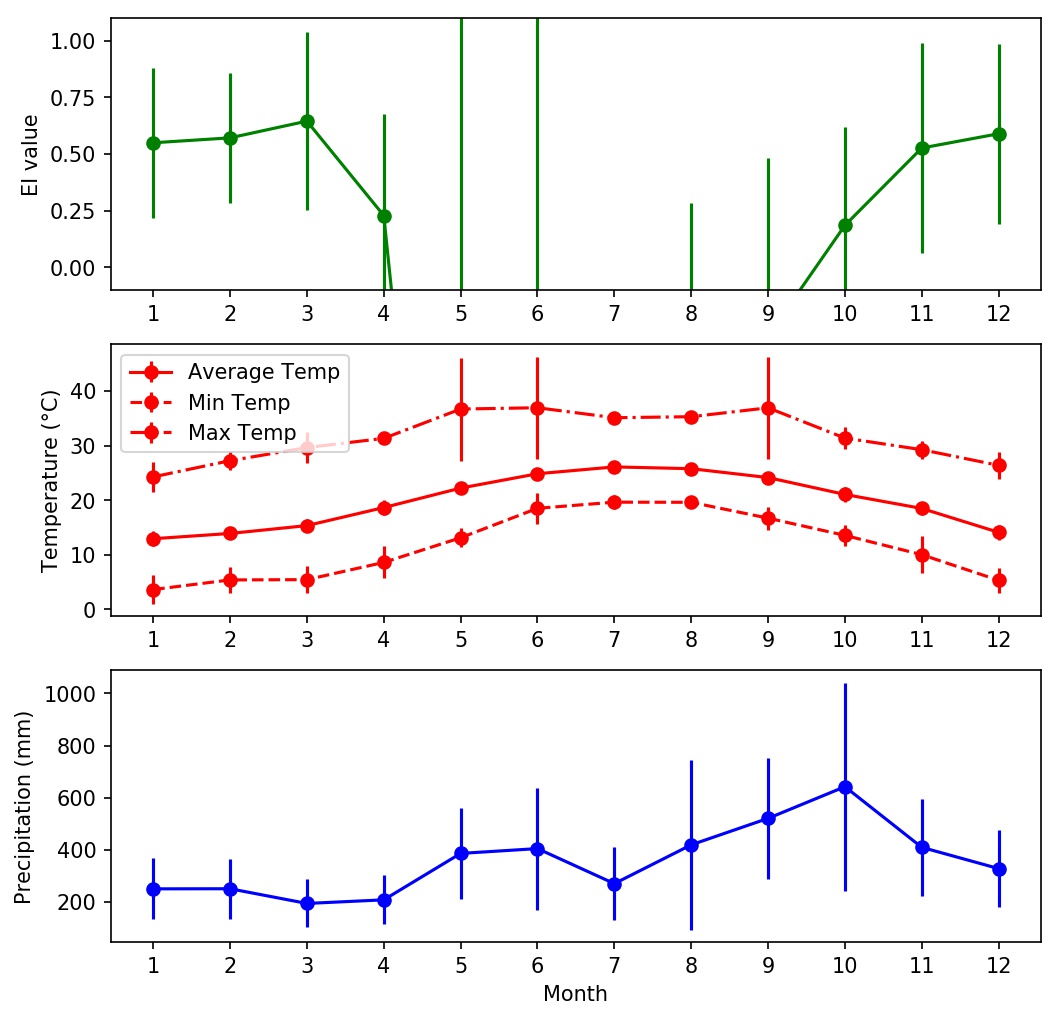 EI value
1.00
0.75
0.50
0.25
0.00
1 2 3 4 5 6 7 8 9 10 11 12
Temperature (°C)
40
30
20
10
0
Average Temp
Min Temp
Max Temp
1 2 3 4 5 6 7 8 9 10 11 12
Precipitation (mm)
1000
800
600
400
200
1 2 3 4 5 6 7 8 9 10 11 12
Month